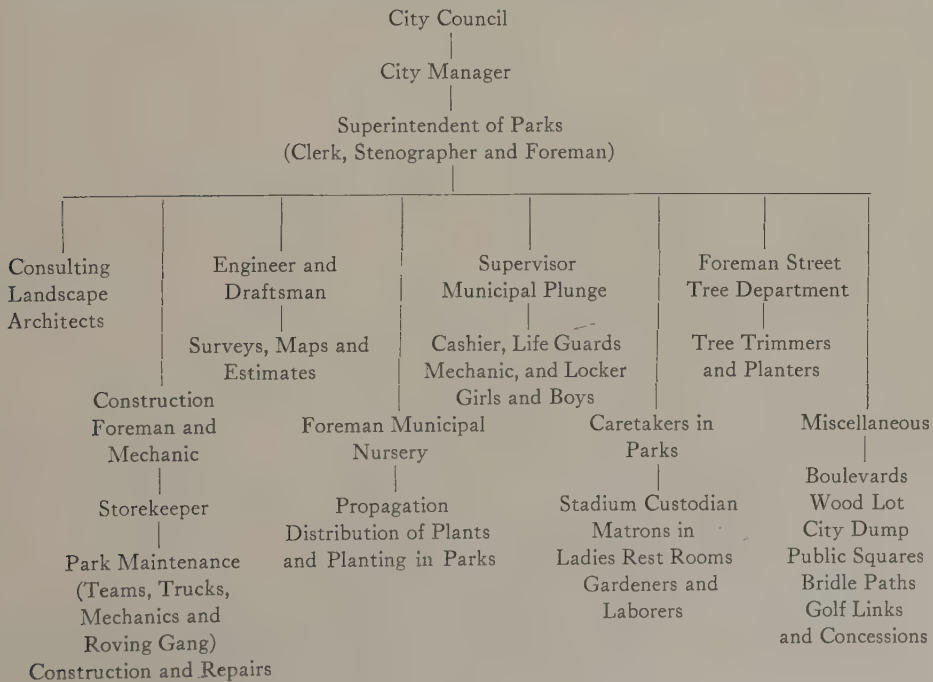 City Council
City Manager
Superintendent of Parks
(Clerk, Stenographer and Foreman)
Consulting
Landscape
Architects
Construction
Foreman and
Mechanic
Storekeeper
Park Maintenance
(Teams, Trucks,
Mechanics and
Roving Gang)
Construction and Repairs
Engineer and
Draftsman
Surveys, Maps and
Estimates
Foreman Municipal
Nursery
Propagation
Distribution of Plants
and Planting in Parks
Supervisor
Municipal Plunge
Cashier, Life Guards
Mechanic, and Locker
Girls and Boys
Caretakers in
Parks
Stadium Custodian
Matrons in
Ladies Rest Rooms
Gardeners and
Laborers
Foreman Street
Tree Department
Tree Trimmers
and Planters
Miscellaneous
Boulevards
Wood Lot
City Dump
Public Squares
Bridle Paths
Golf Links
and Concessions